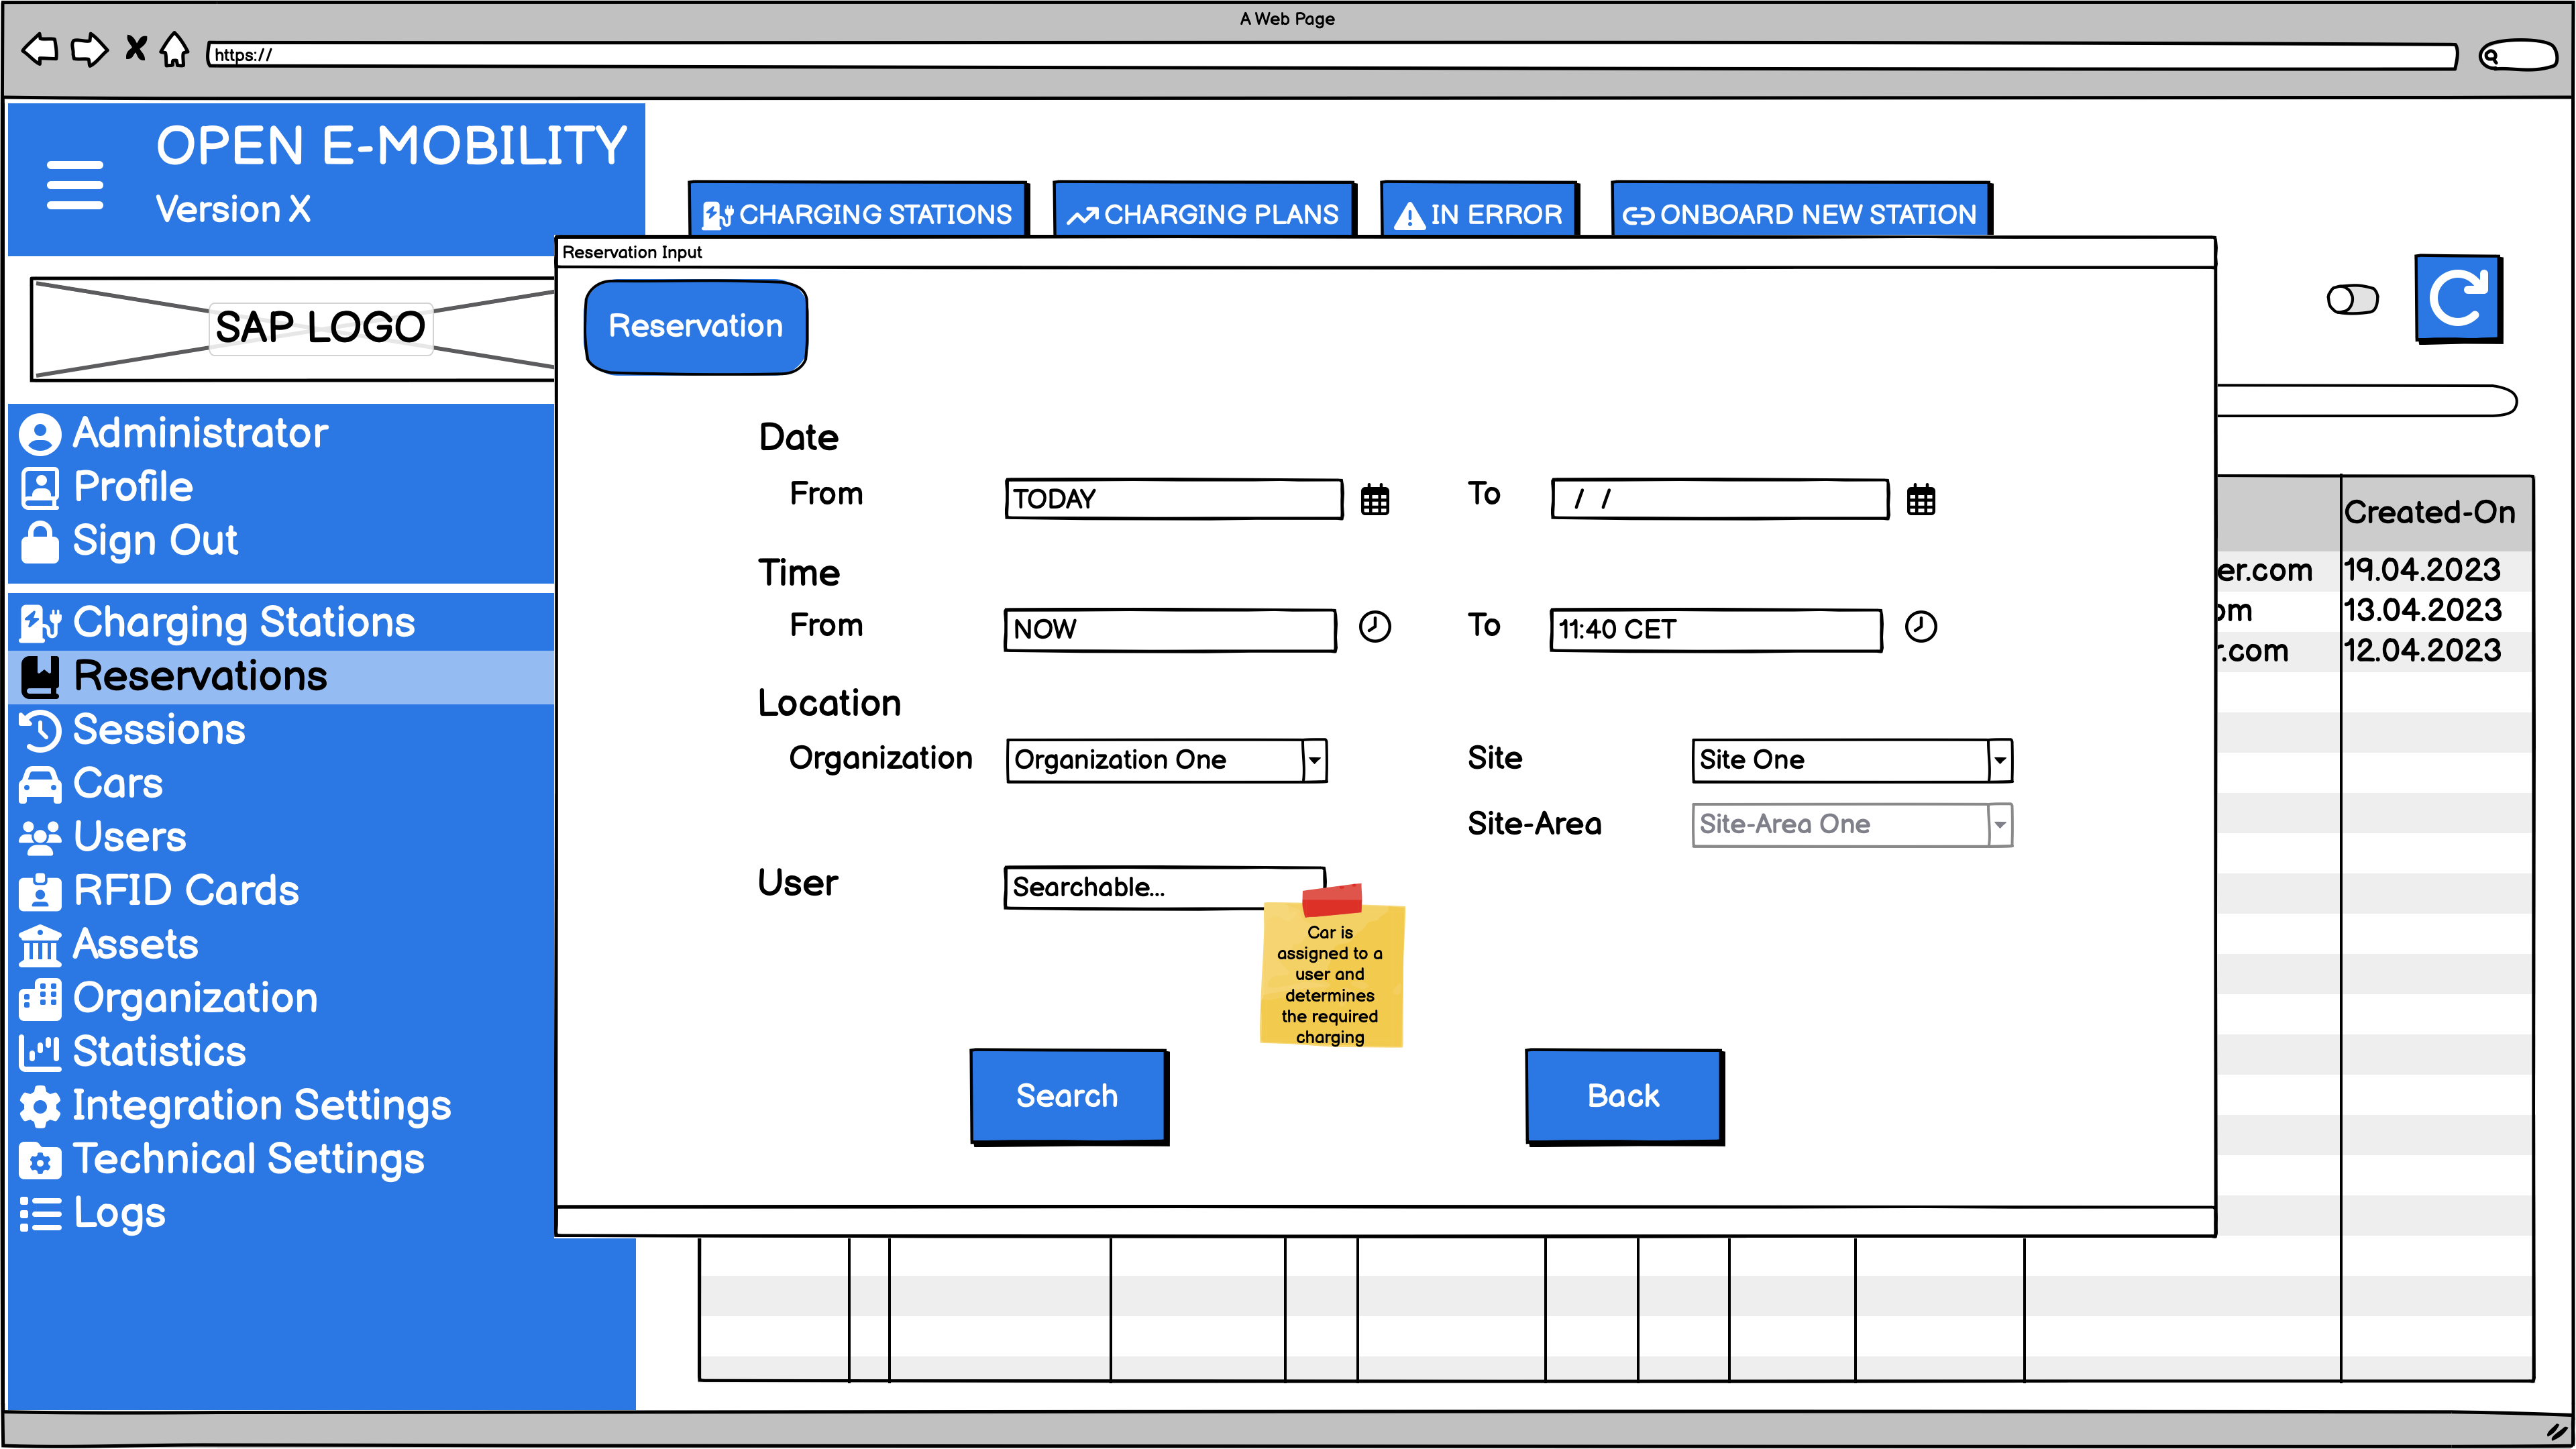 A Web Page
https://
OPEN E-MOBILITY
Version X
CHARGING STATIONS
CHARGING PLANS
IN ERROR
ONBOARD NEW STATION
SAP LOGO
Administrator
Profile
Sign Out
Charging Stations
Reservations
Sessions
Cars
Users
RFID Cards
Assets
Organization
Statistics
Integration Settings
Technical Settings
Logs
Reservation Input
Reservation
Date
From TODAY To / /
Time
From NOW To 11:40 CET
Location
Organization Organization One Site Site One
Site-Area Site-Area One
User Searchable...
Car is
assigned to a
user and
determines
the required
charging
Search Back
Created-On
er.com 19.04.2023
om 13.04.2023
r.com 12.04.2023